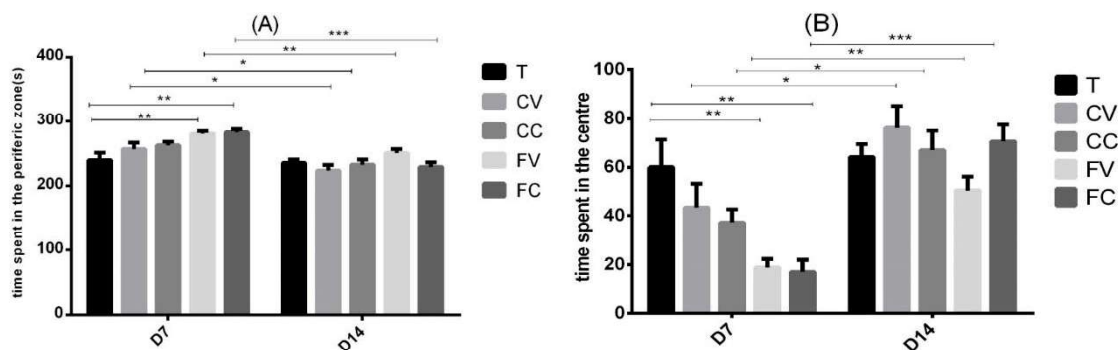 (A)
***
**
*
*
**
**
time spent in the periferic zone(s)
400
300
200
100
0
D7
D14
T
CV
CC
FV
FC
(B)
***
**
*
*
**
**
time spent in the centre
100
80
60
40
20
0
D7
D14
T
CV
CC
FV
FC